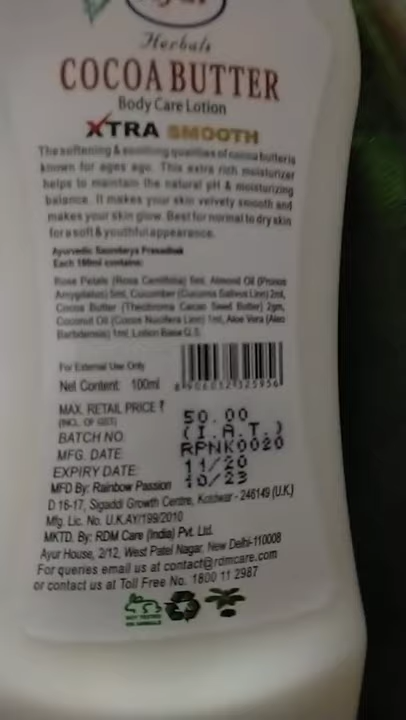 Herbals
COCOA BUTTER
Body Care Lotion
XTRA SMOOTH
The softening & soothing qualities of cocoa butter is
known for ages ago. This extra rich moisturizer
helps to maintain the natural pH & moisturizing
balance. It makes your skin velvety smooth and
makes your skin glow. Best for normal to dry skin
for a soft & youthful appearance.
Ayurvedic Saundarya Prasadhak
Each 100ml contains:
Rose Petals (Rosa Centifolia) 5ml, Almond Oil (Prunus
Amygdalus) 5ml, Cucumber (Cucumis Sativus Linn) 2ml,
Cocoa Butter (Theobroma Cacao Seed Butter) 2gm,
Coconut Oil (Cocos Nucifera Linn) 1ml, Aloe Vera (Aloe
Barbadensis) 1ml, Lotion Base Q.S.
For External Use Only
Net Content: 100ml
8 906032 325956
MAX. RETAIL PRICE ₹ 50.00
(INCL. OF GST) (I.A.T.)
BATCH NO. RPNK0020
MFG. DATE 11/20
EXPIRY DATE: 10/23
MFD By: Rainbow Passion
D 16-17, Sigaddi Growth Centre, Kotdwar - 246149 (U.K.)
Mfg. Lic. No. U.K.AY/199/2010
MKTD. By: RDM Care (India) Pvt. Ltd.
Ayur House, 2/12, West Patel Nagar, New Delhi-110008
For queries email us at contact@rdmcare.com
or contact us at Toll Free No. 1800 11 2987
NOT TESTED
ON ANIMALS